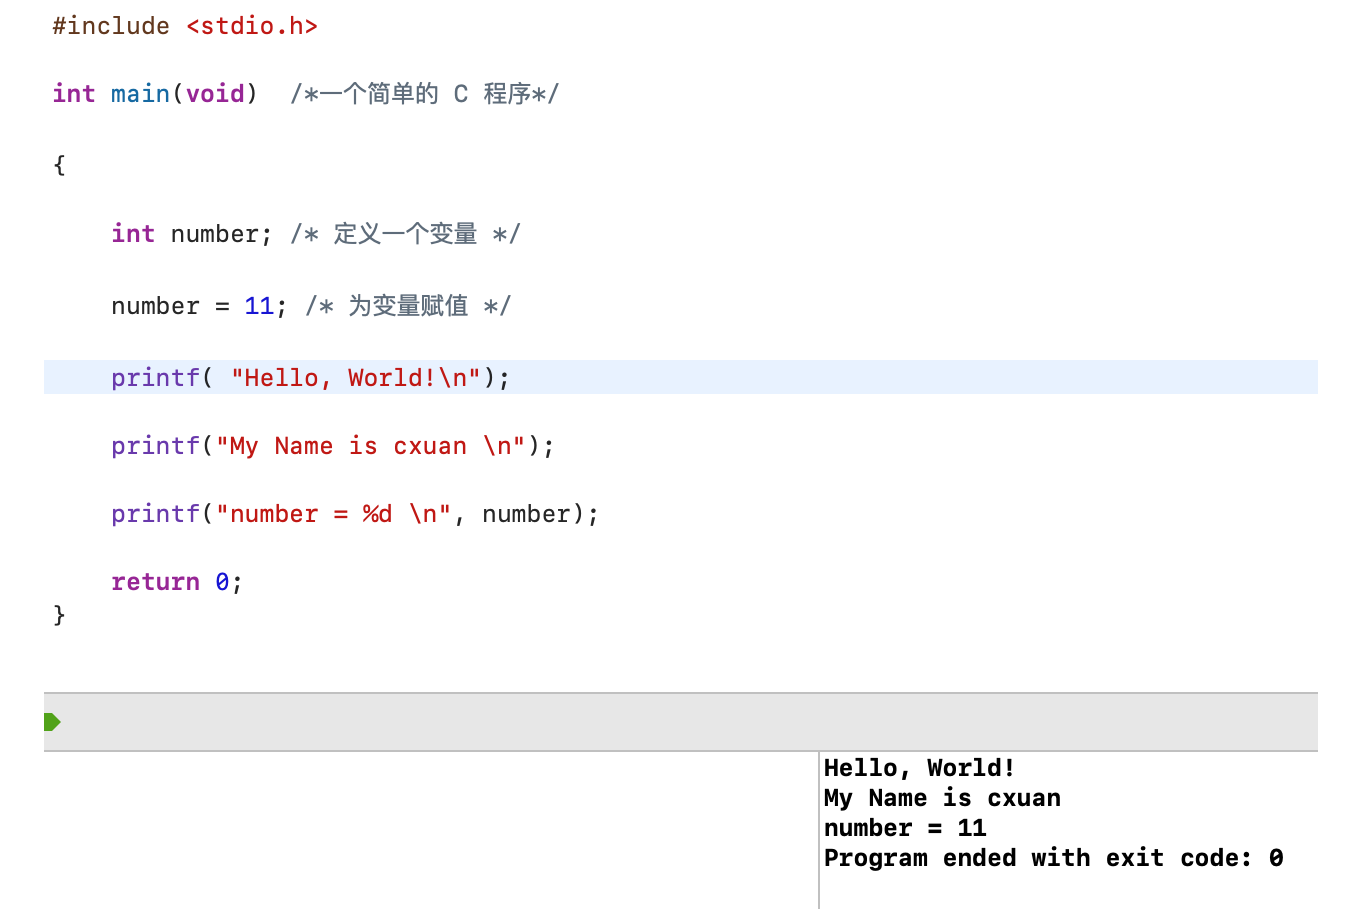 #include <stdio.h>
int main(void)  /*一个简单的 C 程序*/
{
    int number; /* 定义一个变量 */
    number = 11; /* 为变量赋值 */
    printf( "Hello, World!\n");
    printf("My Name is cxuan \n");
    printf("number = %d \n", number);
    return 0;
}
Hello, World!
My Name is cxuan
number = 11
Program ended with exit code: 0